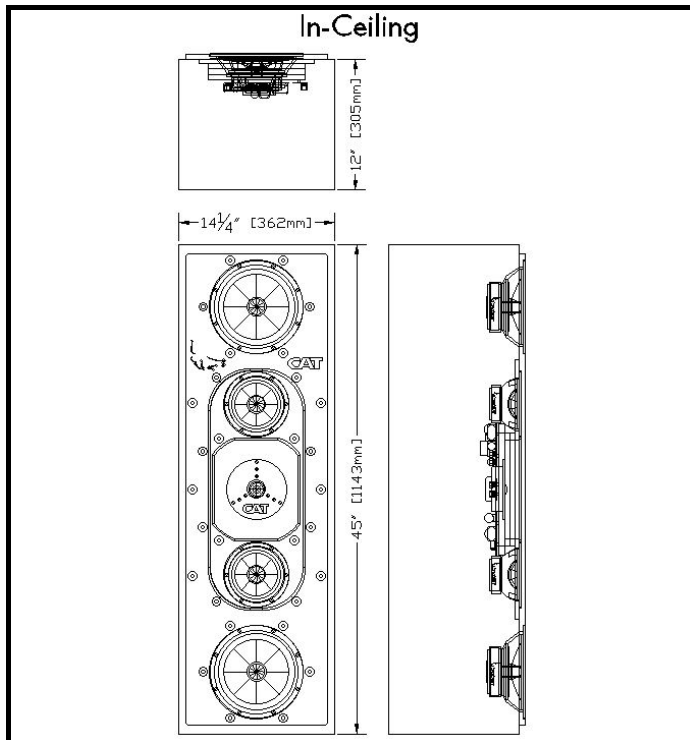 In-Ceiling
12" [305mm]
14¼" [362mm]
CAT
45" [1143mm]
CAT